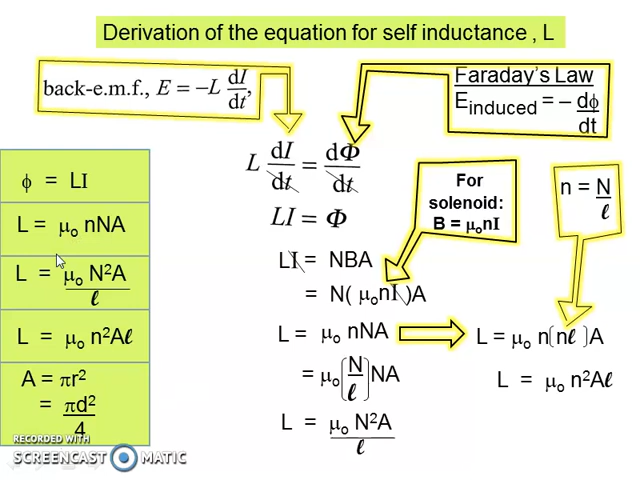 Derivation of the equation for self inductance , L
back-e.m.f., E = −L dI/dt,
Faraday's Law
E induced = − dϕ/dt
L dI/dt = dΦ/dt
LI = Φ
For
solenoid:
B = μₒnI
n = N/ℓ
ϕ = LI
L = μₒ nNA
L = μₒ N²A/ℓ
L = μₒ n²Aℓ
A = πr²
= πd²/4
LI = NBA
= N( μₒnI )A
L = μₒ nNA
= μₒ[N/ℓ]NA
L = μₒ N²A/ℓ
L = μₒ n[nℓ]A
L = μₒ n²Aℓ
RECORDED WITH
SCREENCAST MATIC